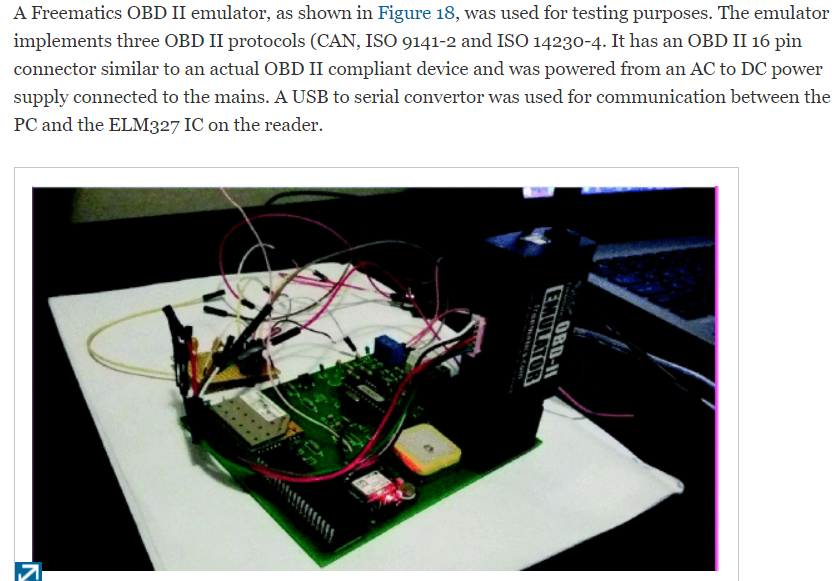 A Freematics OBD II emulator, as shown in Figure 18, was used for testing purposes. The emulator
implements three OBD II protocols (CAN, ISO 9141-2 and ISO 14230-4. It has an OBD II 16 pin
connector similar to an actual OBD II compliant device and was powered from an AC to DC power
supply connected to the mains. A USB to serial convertor was used for communication between the
PC and the ELM327 IC on the reader.
OBD-II
EMULATOR